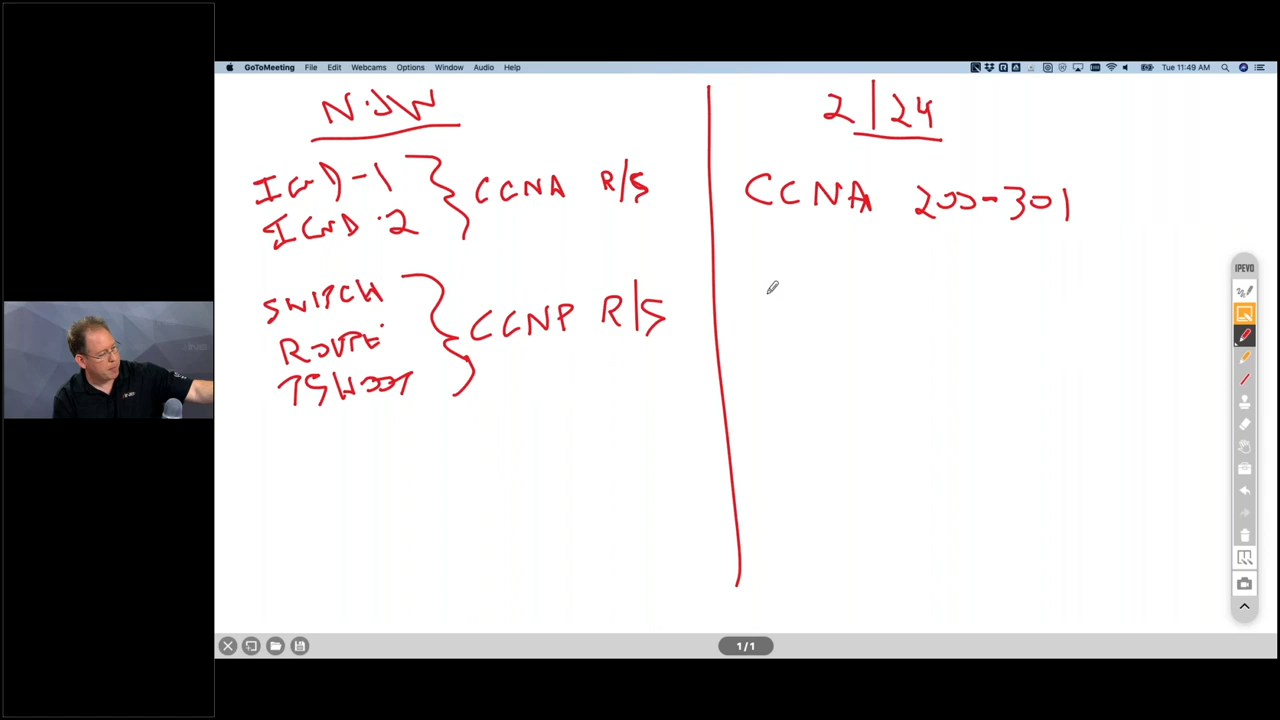 GoToMeeting File Edit Webcams Options Window Audio Help
Tue 11:49 AM
NOW
ICND-1
ICND-2
CCNA R/S
SWITCH
ROUTE
TSHOOT
CCNP R/S
2/24
CCNA 200-301
IPEVO
1/1